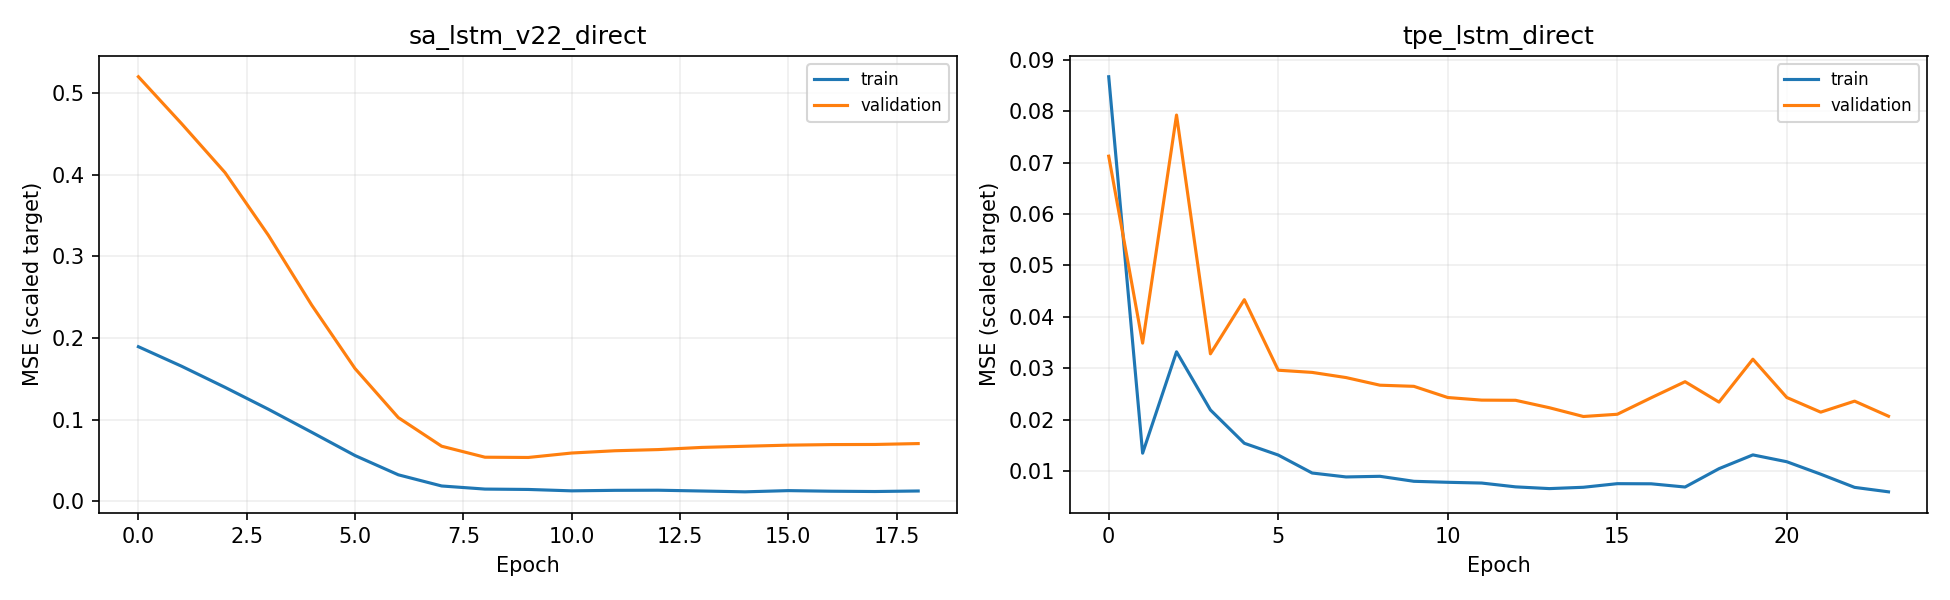 sa_lstm_v22_direct
train
validation
MSE (scaled target)
0.5
0.4
0.3
0.2
0.1
0.0
0.0 2.5 5.0 7.5 10.0 12.5 15.0 17.5
Epoch
tpe_lstm_direct
train
validation
MSE (scaled target)
0.09
0.08
0.07
0.06
0.05
0.04
0.03
0.02
0.01
0 5 10 15 20
Epoch